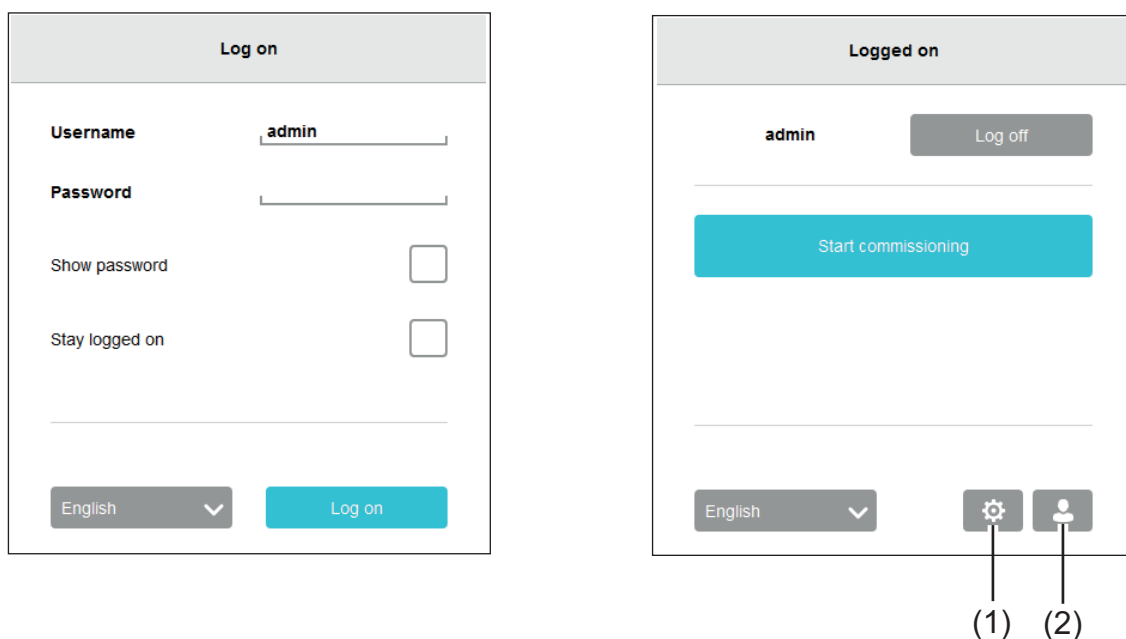 Log on
Username
admin
Password
Show password
Stay logged on
English
Log on
Logged on
admin
Log off
Start commissioning
English
(1)
(2)